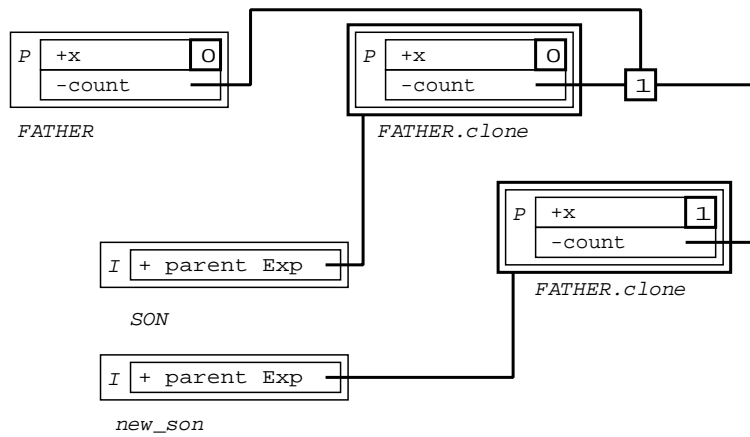 P +x 0
-count
FATHER
P +x 0
-count
FATHER.clone
1
P +x 1
-count
FATHER.clone
I + parent Exp
SON
I + parent Exp
new_son